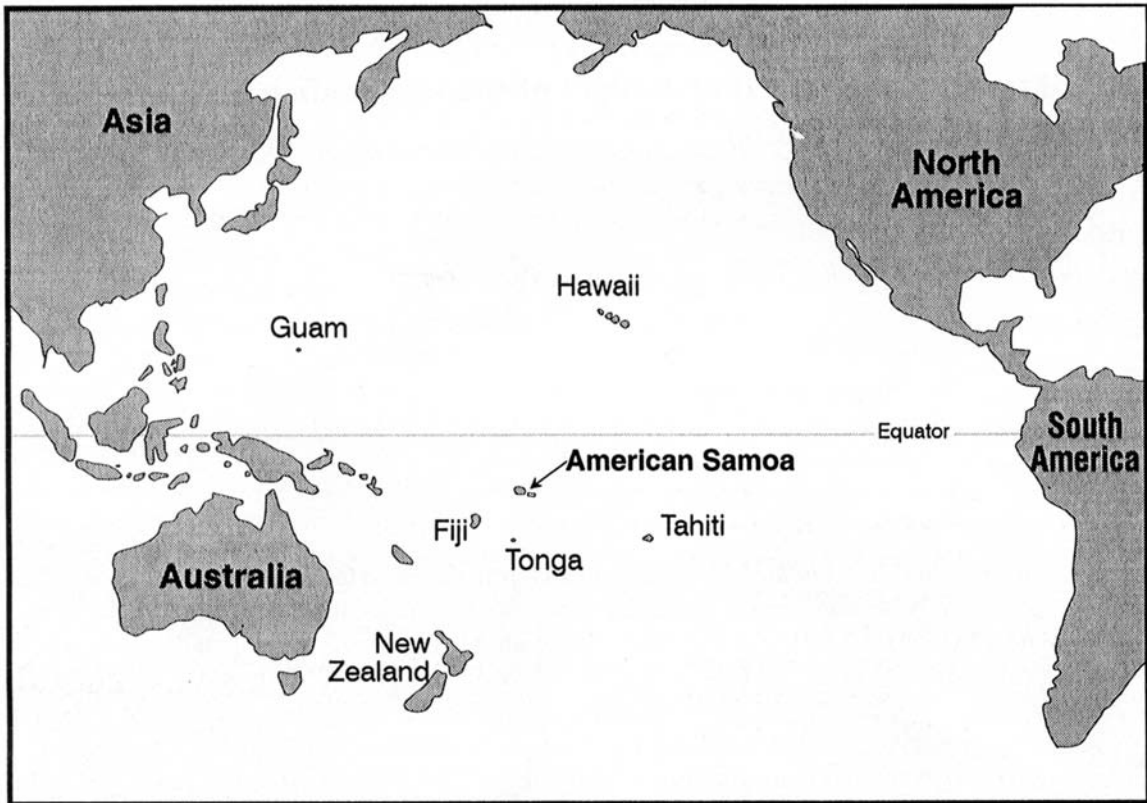 Asia
North
America
Hawaii
Guam
Equator
South
America
American Samoa
Fiji
Tahiti
Tonga
Australia
New
Zealand